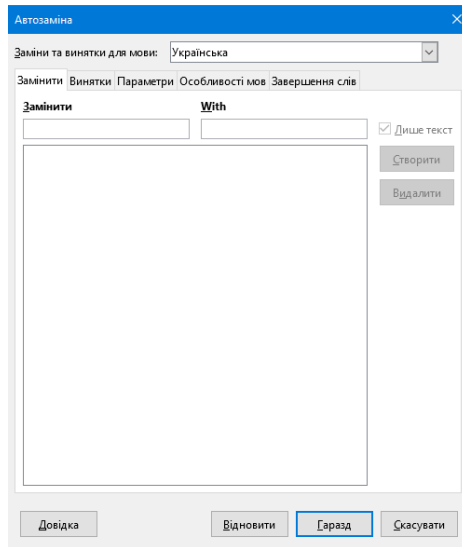 Автозаміна
Заміни та винятки для мови: Українська
Замінити Винятки Параметри Особливості мов Завершення слів
Замінити With
Лише текст
Створити
Видалити
Довідка Відновити Гаразд Скасувати